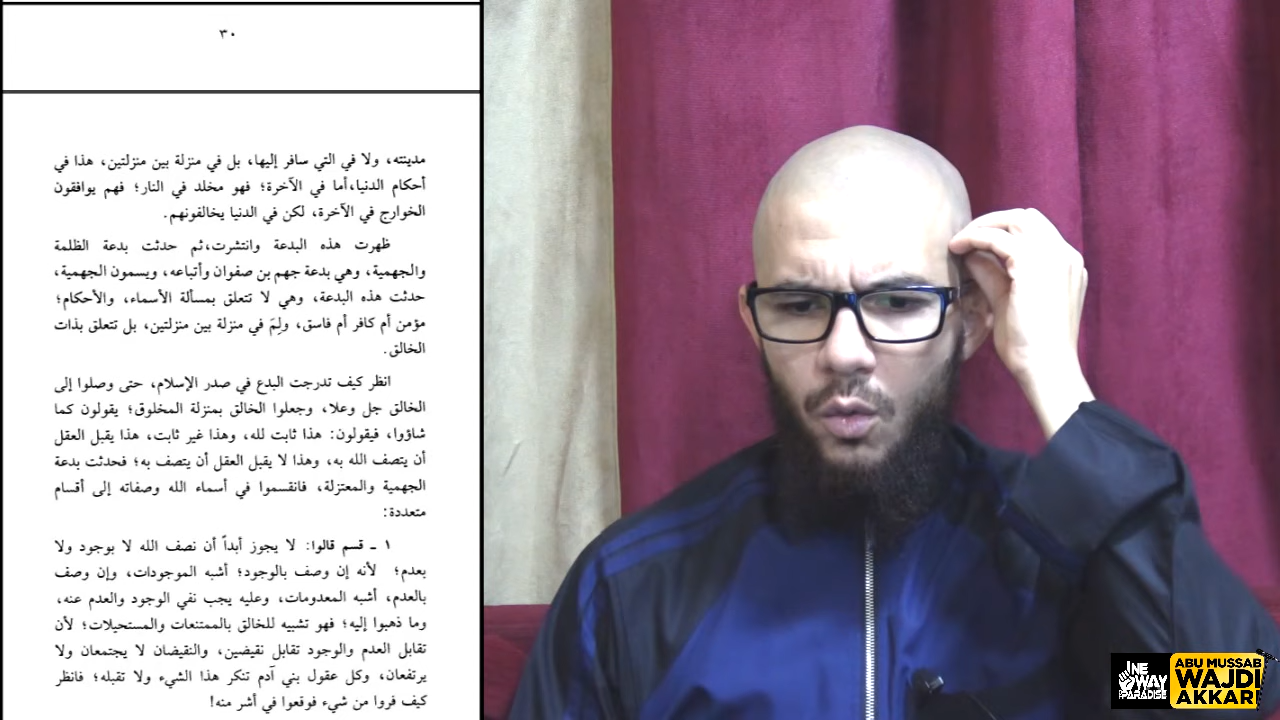 ٣٠
مدينته، ولا في التي سافر إليها، بل في منزلة بين منزلتين، هذا في
أحكام الدنيا،أما في الآخرة؛ فهو مخلد في النار؛ فهم يوافقون
الخوارج في الآخرة، لكن في الدنيا يخالفونهم.
ظهرت هذه البدعة وانتشرت،ثم حدثت بدعة الظلمة
والجهمية، وهي بدعة جهم بن صفوان وأتباعه، ويسمون الجهمية،
حدثت هذه البدعة، وهي لا تتعلق بمسألة الأسماء، والأحكام؛
مؤمن أم كافر أم فاسق، ولِمَ في منزلة بين منزلتين، بل تتعلق بذات
الخالق.
انظر كيف تدرجت البدع في صدر الإسلام، حتى وصلوا إلى
الخالق جل وعلا، وجعلوا الخالق بمنزلة المخلوق؛ يقولون كما
شاؤوا، فيقولون: هذا ثابت لله، وهذا غير ثابت، هذا يقبل العقل
أن يتصف الله به، وهذا لا يقبل العقل أن يتصف به؛ فحدثت بدعة
الجهمية والمعتزلة، فانقسموا في أسماء الله وصفاته إلى أقسام
متعددة:
١ ـ قسم قالوا: لا يجوز أبداً أن نصف الله لا بوجود ولا
بعدم؛ لأنه إن وصف بالوجود؛ أشبه الموجودات، وإن وصف
بالعدم، أشبه المعدومات، وعليه يجب نفي الوجود والعدم عنه،
وما ذهبوا إليه؛ فهو تشبيه للخالق بالممتنعات والمستحيلات؛ لأن
تقابل العدم والوجود تقابل نقيضين، والنقيضان لا يجتمعان ولا
يرتفعان، وكل عقول بني آدم تنكر هذا الشيء ولا تقبله؛ فانظر
كيف فروا من شيء فوقعوا في أشر منه!
ONE WAY PARADISE
ABU MUSSAB
WAJDI
AKKARI